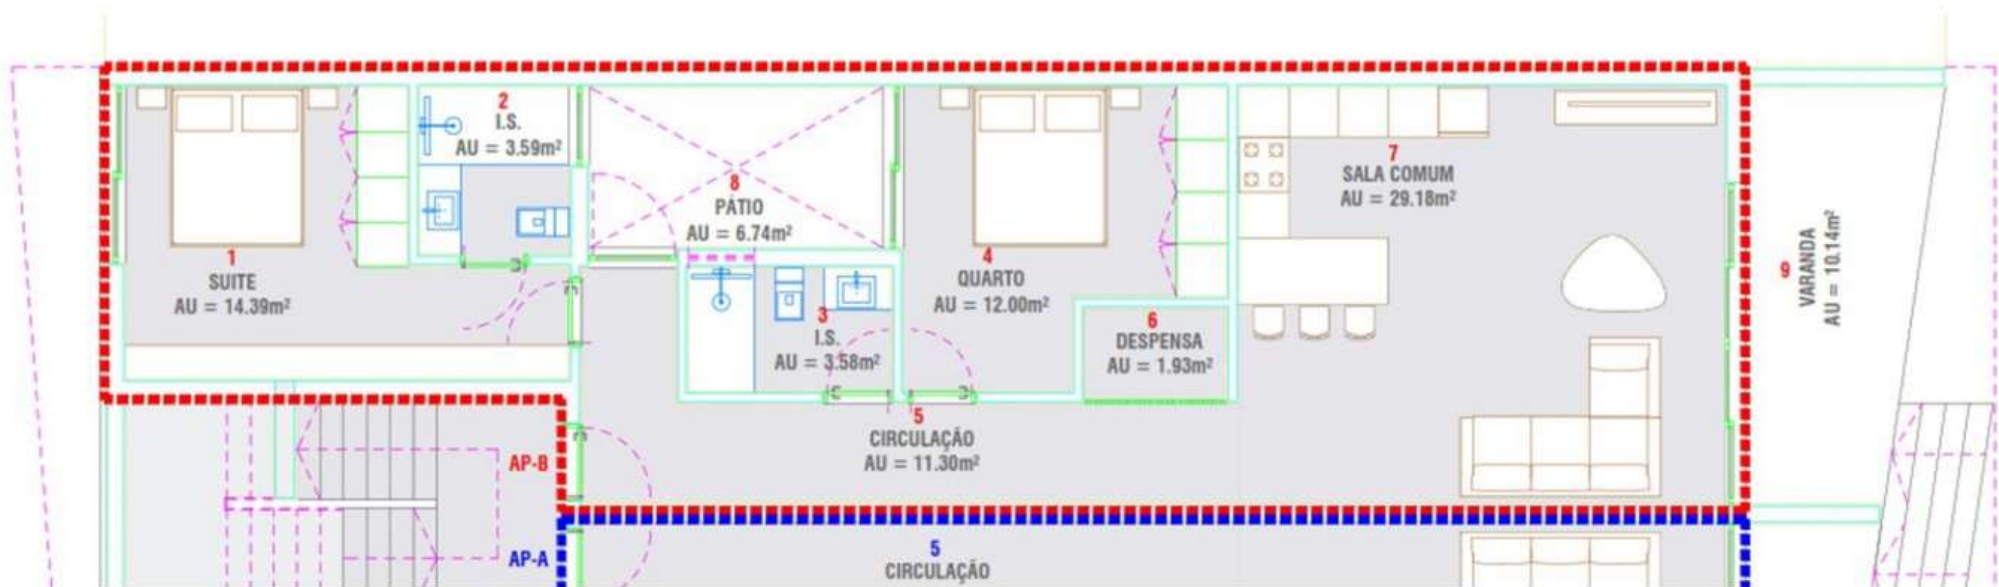 1
SUITE
AU = 14.39m²
2
I.S.
AU = 3.59m²
8
PÁTIO
AU = 6.74m²
3
I.S.
AU = 3.58m²
4
QUARTO
AU = 12.00m²
6
DESPENSA
AU = 1.93m²
7
SALA COMUM
AU = 29.18m²
9
VARANDA
AU = 10.14m²
5
CIRCULAÇÃO
AU = 11.30m²
AP-B
AP-A
5
CIRCULAÇÃO